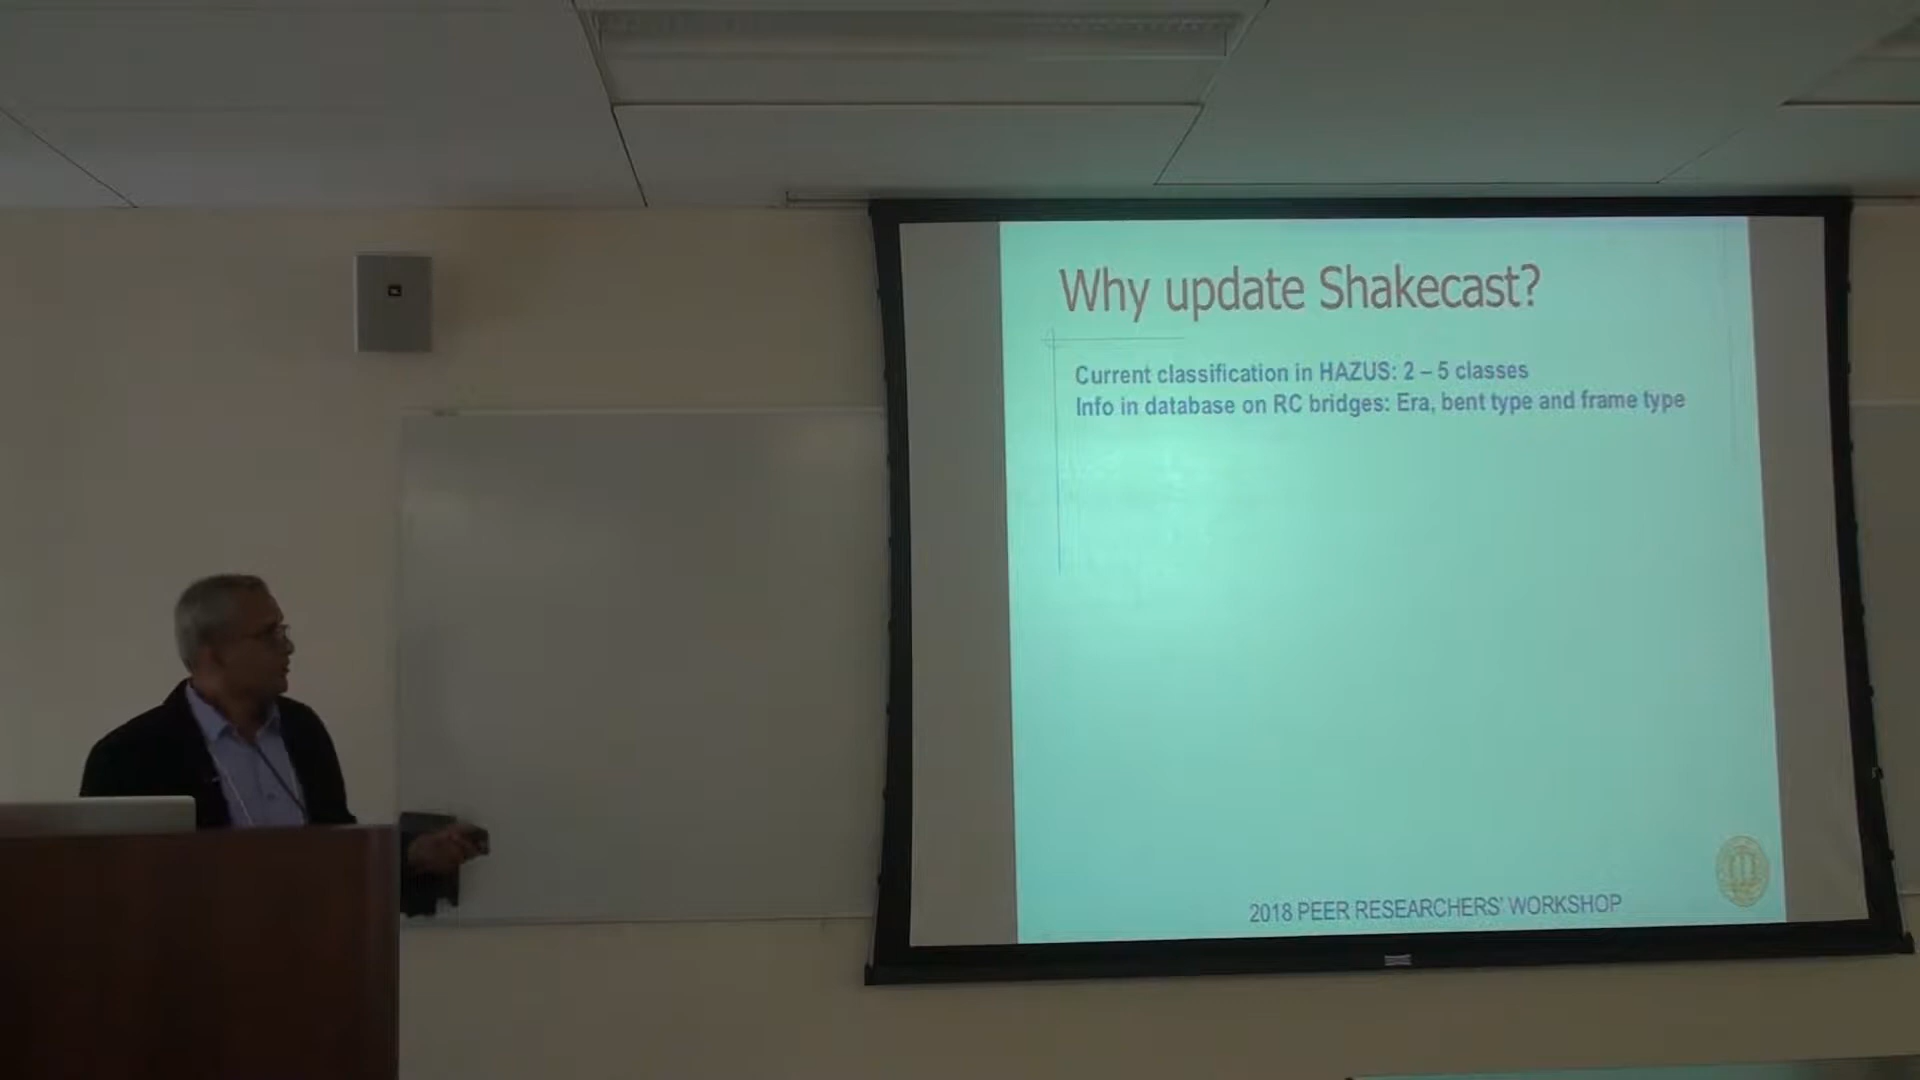 Why update Shakecast?
Current classification in HAZUS: 2 – 5 classes
Info in database on RC bridges: Era, bent type and frame type
2018 PEER RESEARCHERS' WORKSHOP